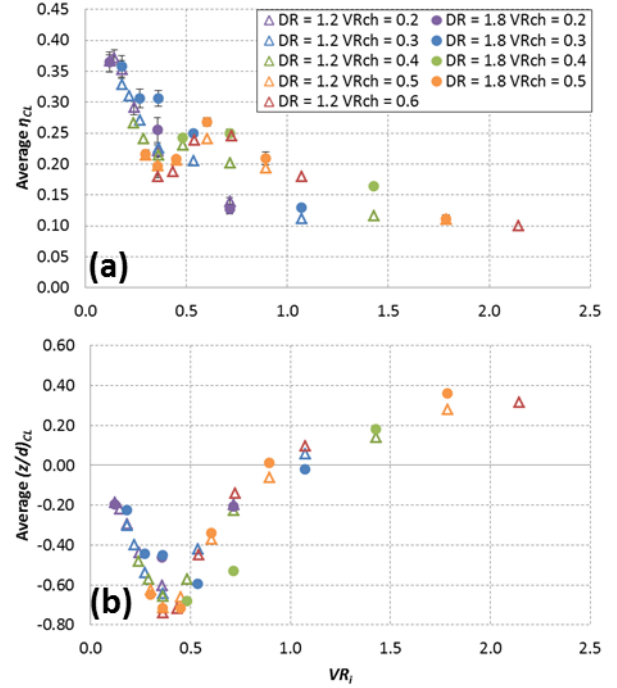 0.45
0.40
0.35
0.30
0.25
0.20
0.15
0.10
0.05
0.00
Average ηCL
DR = 1.2 VRch = 0.2 DR = 1.8 VRch = 0.2
DR = 1.2 VRch = 0.3 DR = 1.8 VRch = 0.3
DR = 1.2 VRch = 0.4 DR = 1.8 VRch = 0.4
DR = 1.2 VRch = 0.5 DR = 1.8 VRch = 0.5
DR = 1.2 VRch = 0.6
(a)
0.0 0.5 1.0 1.5 2.0 2.5
0.60
0.40
0.20
0.00
-0.20
-0.40
-0.60
-0.80
Average (z/d)CL
(b)
0.0 0.5 1.0 1.5 2.0 2.5
VRi